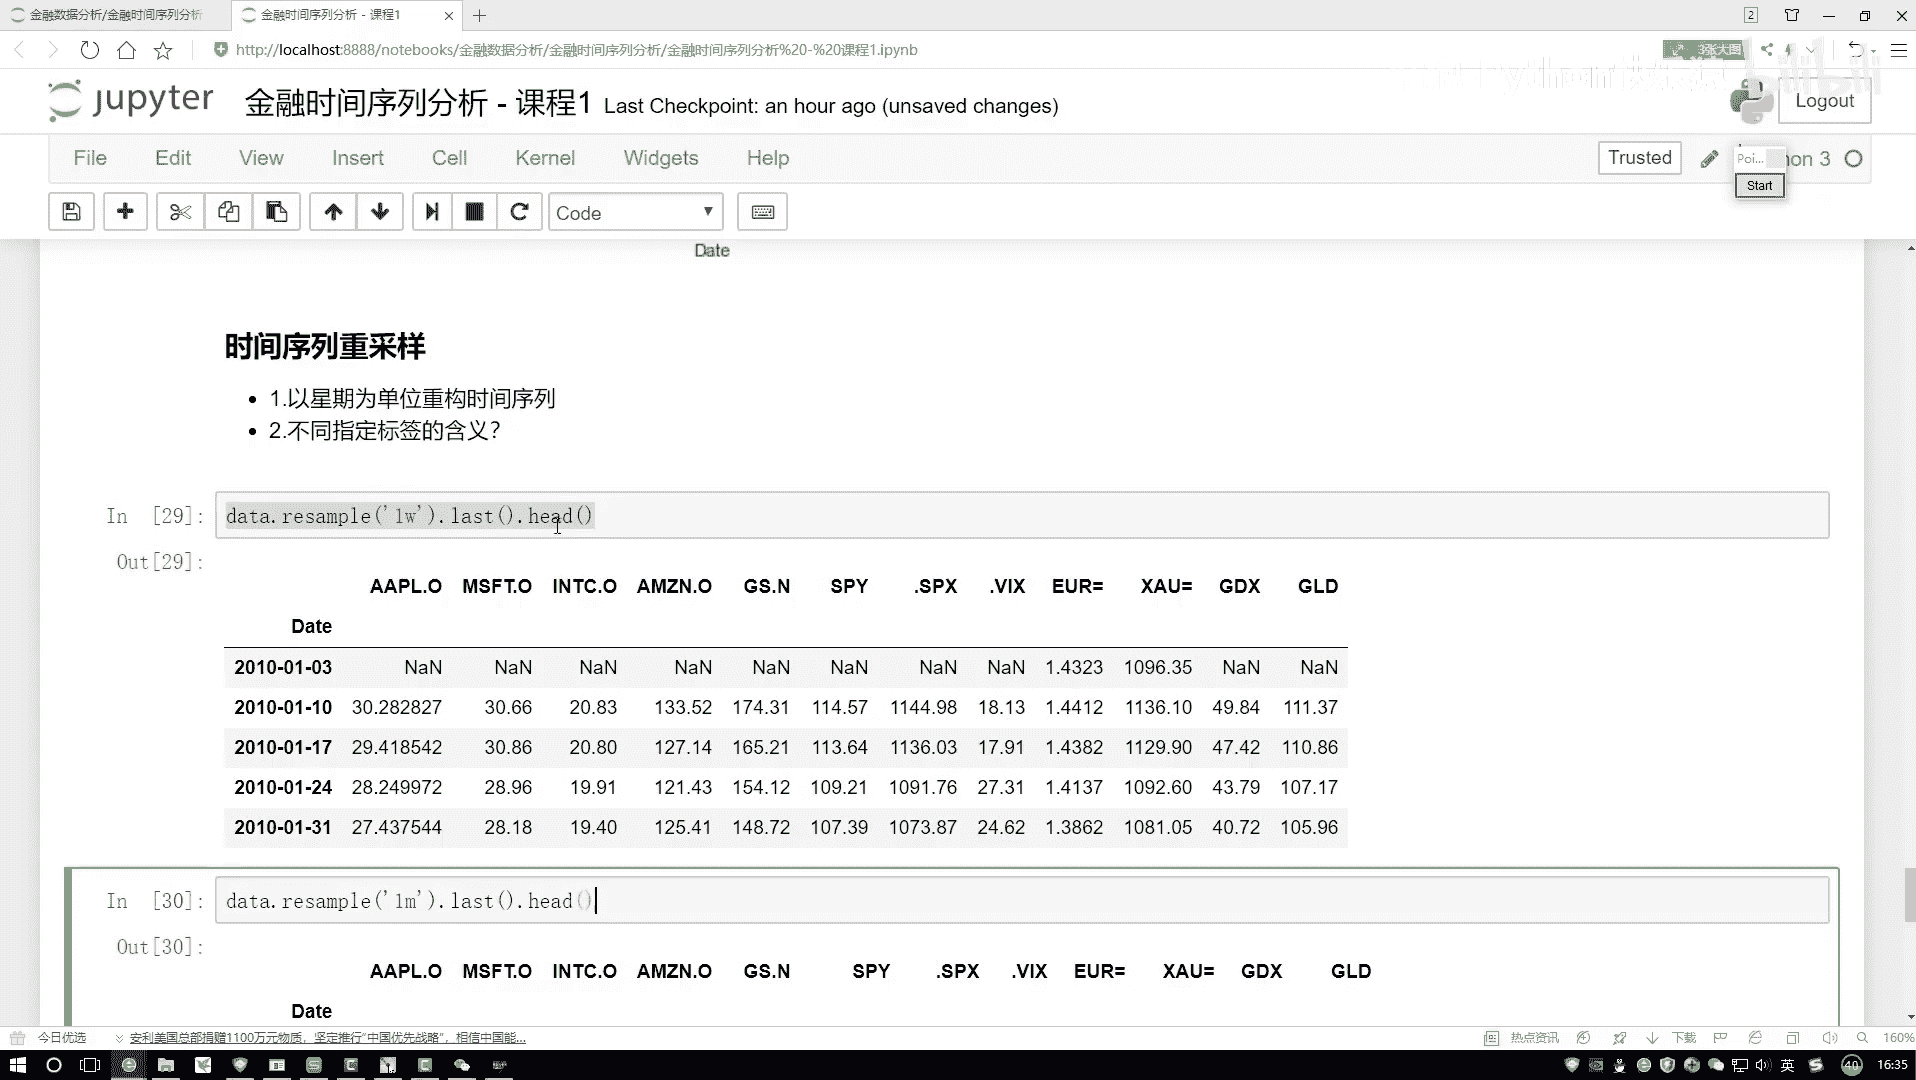 金融数据分析/金融时间序列分析
金融时间序列分析 - 课程1
2
http://localhost:8888/notebooks/金融数据分析/金融时间序列分析/金融时间序列分析%20-%20课程1.ipynb
3张大图
bilibili
jupyter 金融时间序列分析 - 课程1 Last Checkpoint: an hour ago (unsaved changes)
Logout
File Edit View Insert Cell Kernel Widgets Help
Trusted
Poi...
hon 3
Start
Code
Date
时间序列重采样
1.以星期为单位重构时间序列
2.不同指定标签的含义?
In [29]: data.resample('1w').last().head()
Out[29]:
AAPL.O MSFT.O INTC.O AMZN.O GS.N SPY .SPX .VIX EUR= XAU= GDX GLD
Date
2010-01-03 NaN NaN NaN NaN NaN NaN NaN NaN 1.4323 1096.35 NaN NaN
2010-01-10 30.282827 30.66 20.83 133.52 174.31 114.57 1144.98 18.13 1.4412 1136.10 49.84 111.37
2010-01-17 29.418542 30.86 20.80 127.14 165.21 113.64 1136.03 17.91 1.4382 1129.90 47.42 110.86
2010-01-24 28.249972 28.96 19.91 121.43 154.12 109.21 1091.76 27.31 1.4137 1092.60 43.79 107.17
2010-01-31 27.437544 28.18 19.40 125.41 148.72 107.39 1073.87 24.62 1.3862 1081.05 40.72 105.96
In [30]: data.resample('1m').last().head()
Out[30]:
AAPL.O MSFT.O INTC.O AMZN.O GS.N SPY .SPX .VIX EUR= XAU= GDX GLD
Date
今日优选
安利美国总部捐赠1100万元物质，坚定推行“中国优先战略”，相信中国能...
热点资讯
下载
160%
英
40
16:35